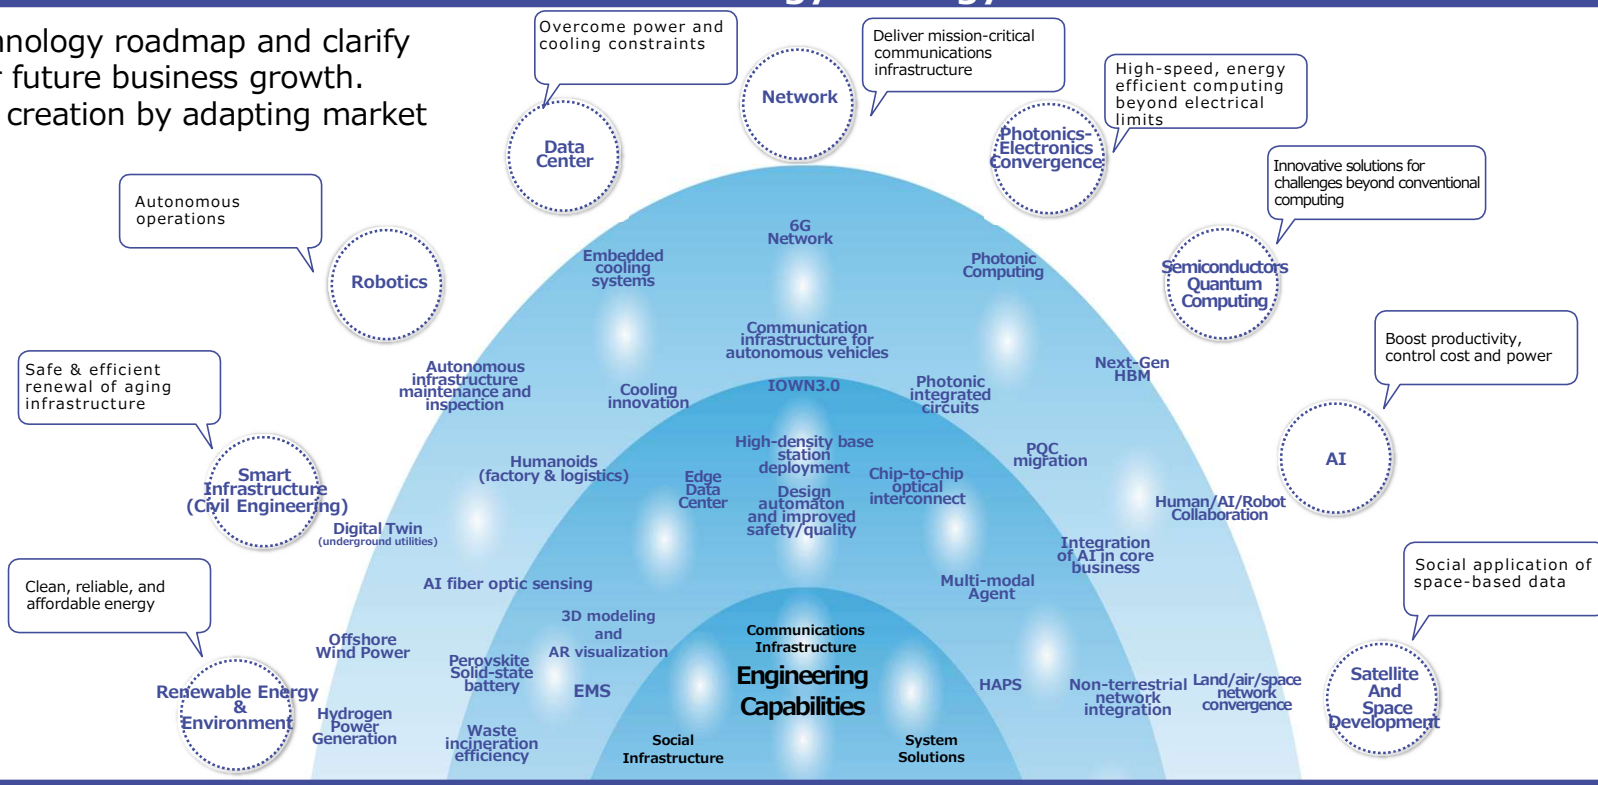 hnology roadmap and clarify
r future business growth.
creation by adapting market
Overcome power and
cooling constraints
Data
Center
Network
Deliver mission-critical
communications
infrastructure
High-speed, energy
efficient computing
beyond electrical
limits
Photonics-
Electronics
Convergence
Innovative solutions for
challenges beyond conventional
computing
Semiconductors
Quantum
Computing
Autonomous
operations
Robotics
Boost productivity,
control cost and power
AI
Safe & efficient
renewal of aging
infrastructure
Smart
Infrastructure
(Civil Engineering)
Clean, reliable, and
affordable energy
Renewable Energy
&
Environment
Social application of
space-based data
Satellite
And
Space
Development
6G
Network
Embedded
cooling
systems
Photonic
Computing
Communication
infrastructure for
autonomous vehicles
Autonomous
infrastructure
maintenance and
inspection
Cooling
innovation
IOWN3.0
Photonic
integrated
circuits
Next-Gen
HBM
Humanoids
(factory & logistics)
Edge
Data
Center
High-density base
station
deployment
Design
automaton
and improved
safety/quality
Chip-to-chip
optical
interconnect
PQC
migration
Human/AI/Robot
Collaboration
Digital Twin
(underground utilities)
Integration
of AI in core
business
AI fiber optic sensing
Multi-modal
Agent
3D modeling
and
AR visualization
Offshore
Wind Power
Perovskite
Solid-state
battery
EMS
Hydrogen
Power
Generation
Waste
incineration
efficiency
HAPS
Non-terrestrial
network
integration
Land/air/space
network
convergence
Communications
Infrastructure
Engineering
Capabilities
Social
Infrastructure
System
Solutions